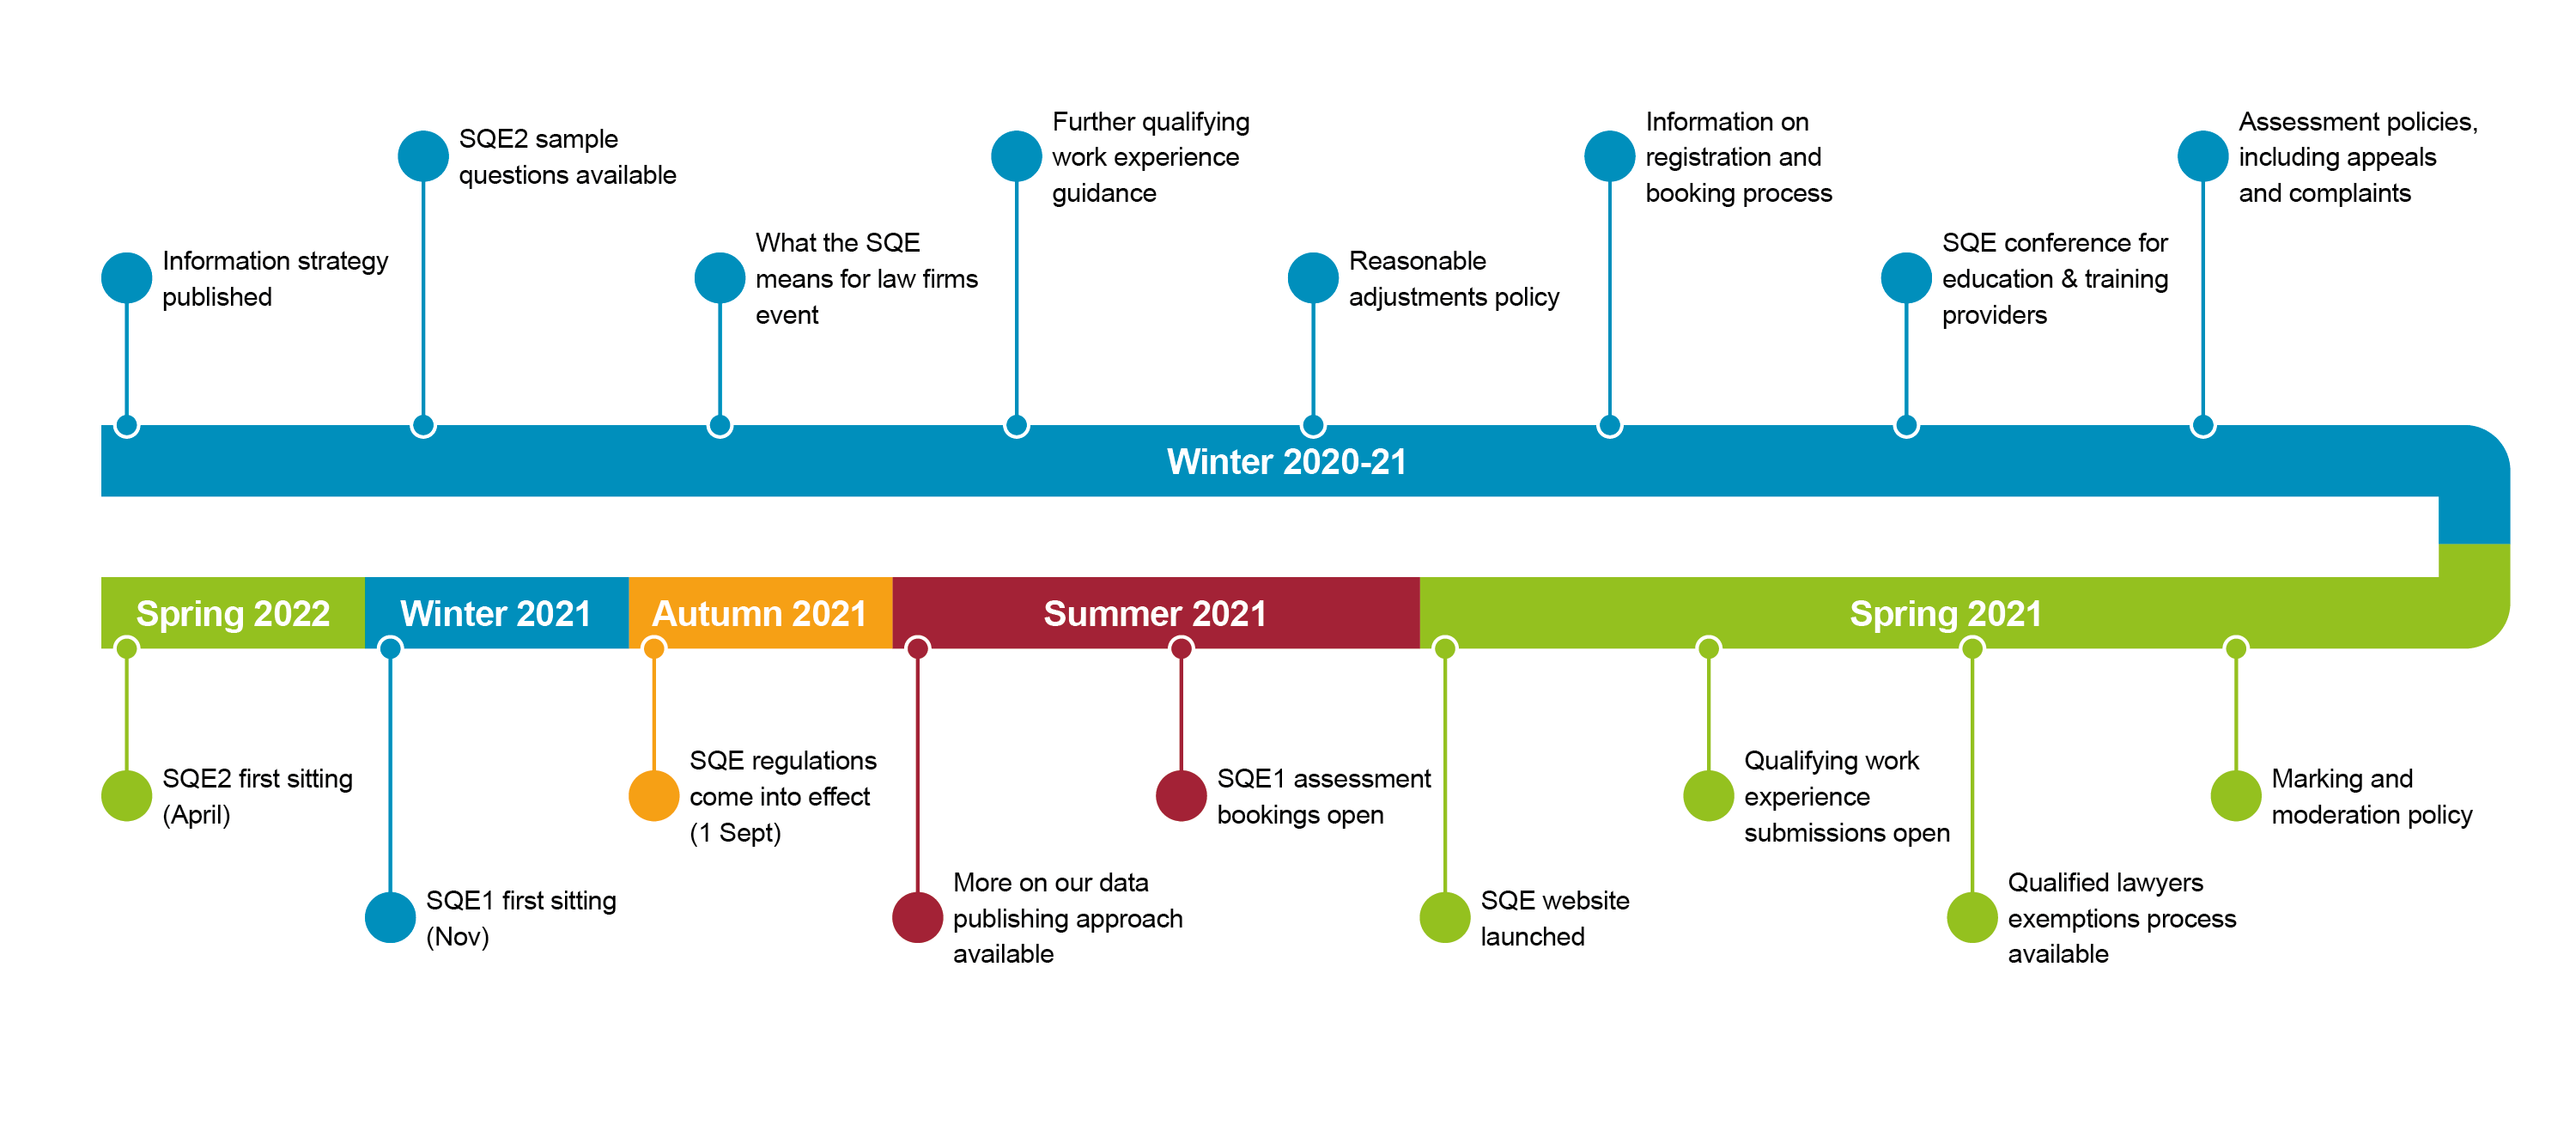 Information strategy
published
SQE2 sample
questions available
What the SQE
means for law firms
event
Further qualifying
work experience
guidance
Reasonable
adjustments policy
Information on
registration and
booking process
SQE conference for
education & training
providers
Assessment policies,
including appeals
and complaints
Winter 2020-21
Spring 2022
Winter 2021
Autumn 2021
Summer 2021
Spring 2021
SQE2 first sitting
(April)
SQE1 first sitting
(Nov)
SQE regulations
come into effect
(1 Sept)
More on our data
publishing approach
available
SQE1 assessment
bookings open
SQE website
launched
Qualifying work
experience
submissions open
Qualified lawyers
exemptions process
available
Marking and
moderation policy